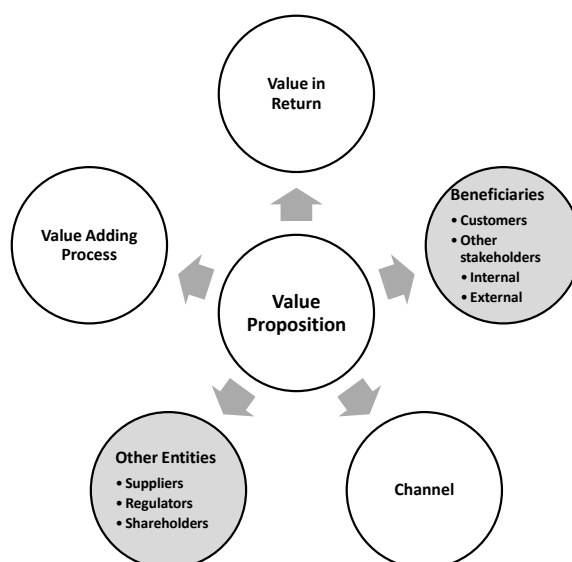 Value in
Return
Beneficiaries
• Customers
• Other
stakeholders
• Internal
• External
Value Adding
Process
Value
Proposition
Other Entities
• Suppliers
• Regulators
• Shareholders
Channel